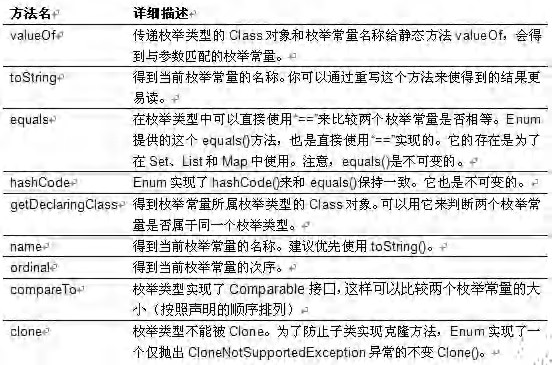 方法名 详细描述
valueOf 传递枚举类型的 Class 对象和枚举常量名称给静态方法 valueOf，会得
到与参数匹配的枚举常量。
toString 得到当前枚举常量的名称。你可以通过重写这个方法来使得到的结果更
易读。
equals 在枚举类型中可以直接使用“==”来比较两个枚举常量是否相等。Enum
提供的这个 equals()方法，也是直接使用“==”实现的。它的存在是为了
在 Set、List 和 Map 中使用。注意，equals()是不可变的。
hashCode Enum 实现了 hashCode()来和 equals()保持一致。它也是不可变的。
getDeclaringClass 得到枚举常量所属枚举类型的 Class 对象。可以用它来判断两个枚举常
量是否属于同一个枚举类型。
name 得到当前枚举常量的名称。建议优先使用 toString()。
ordinal 得到当前枚举常量的次序。
compareTo 枚举类型实现了 Comparable 接口，这样可以比较两个枚举常量的大
小（按照声明的顺序排列）
clone 枚举类型不能被 Clone。为了防止子类实现克隆方法，Enum 实现了一
个仅抛出 CloneNotSupportedException 异常的不变 Clone()。